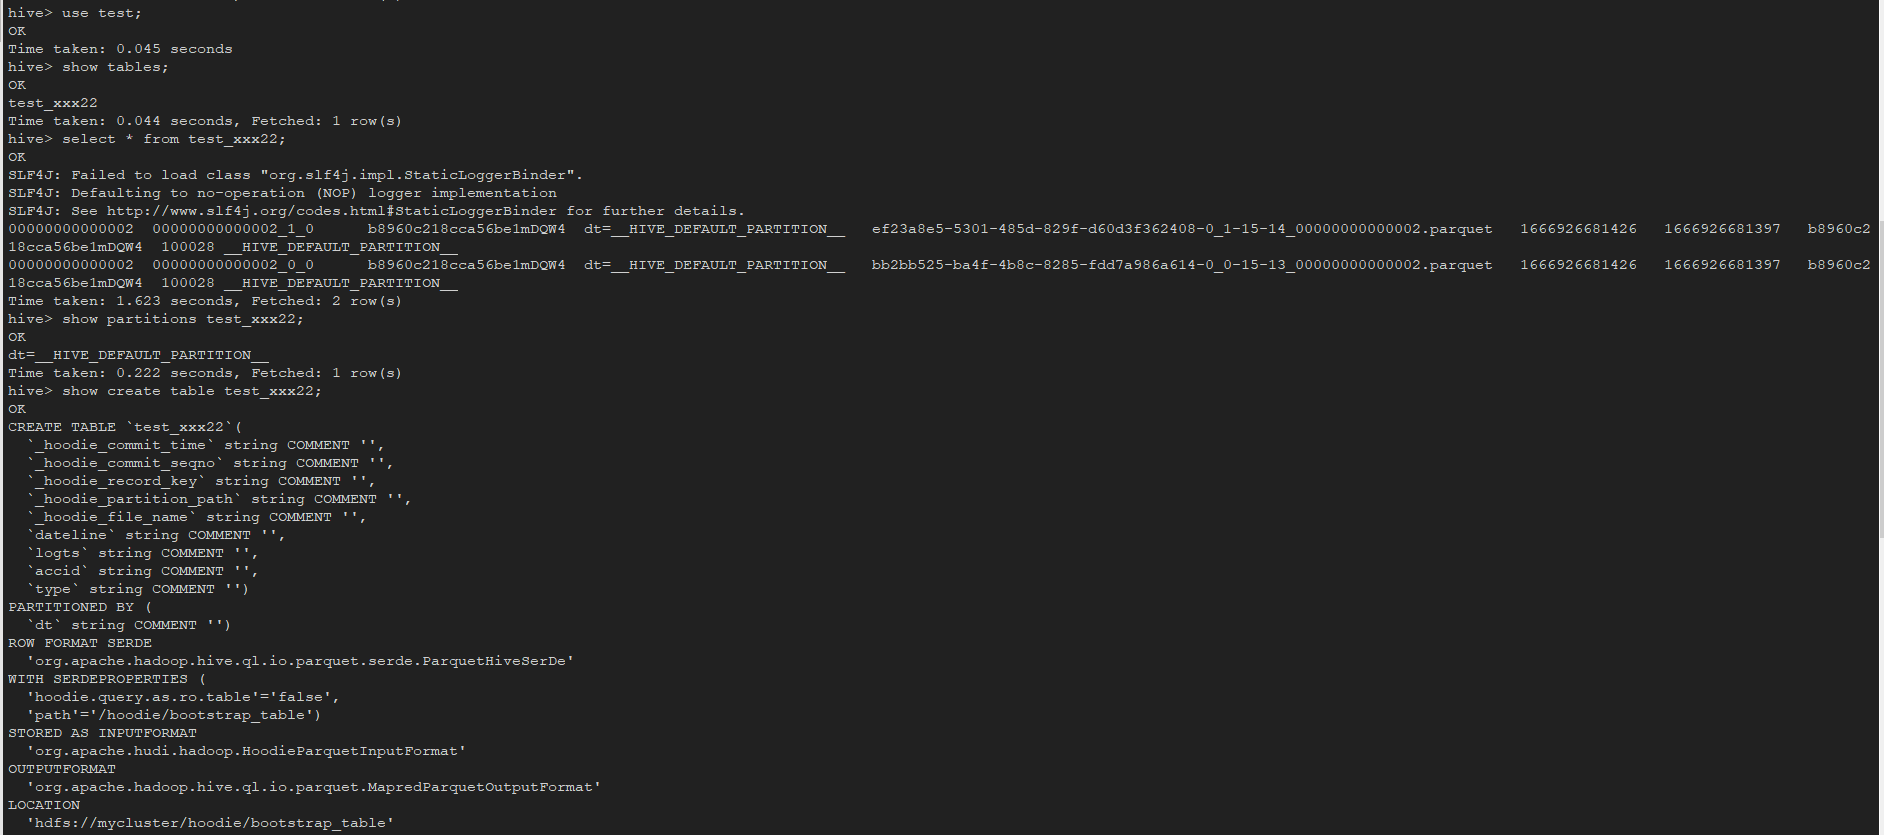 hive> use test;
OK
Time taken: 0.045 seconds
hive> show tables;
OK
test_xxx22
Time taken: 0.044 seconds, Fetched: 1 row(s)
hive> select * from test_xxx22;
OK
SLF4J: Failed to load class "org.slf4j.impl.StaticLoggerBinder".
SLF4J: Defaulting to no-operation (NOP) logger implementation
SLF4J: See http://www.slf4j.org/codes.html#StaticLoggerBinder for further details.
00000000000002  00000000000002_1_0      b8960c218cca56be1mDQW4  dt=__HIVE_DEFAULT_PARTITION__   ef23a8e5-5301-485d-829f-d60d3f362408-0_1-15-14_00000000000002.parquet   1666926681426   1666926681397   b8960c2
18cca56be1mDQW4  100028 __HIVE_DEFAULT_PARTITION__
00000000000002  00000000000002_0_0      b8960c218cca56be1mDQW4  dt=__HIVE_DEFAULT_PARTITION__   bb2bb525-ba4f-4b8c-8285-fdd7a986a614-0_0-15-13_00000000000002.parquet   1666926681426   1666926681397   b8960c2
18cca56be1mDQW4  100028 __HIVE_DEFAULT_PARTITION__
Time taken: 1.623 seconds, Fetched: 2 row(s)
hive> show partitions test_xxx22;
OK
dt=__HIVE_DEFAULT_PARTITION__
Time taken: 0.222 seconds, Fetched: 1 row(s)
hive> show create table test_xxx22;
OK
CREATE TABLE `test_xxx22`(
  `_hoodie_commit_time` string COMMENT '',
  `_hoodie_commit_seqno` string COMMENT '',
  `_hoodie_record_key` string COMMENT '',
  `_hoodie_partition_path` string COMMENT '',
  `_hoodie_file_name` string COMMENT '',
  `dateline` string COMMENT '',
  `logts` string COMMENT '',
  `accid` string COMMENT '',
  `type` string COMMENT '')
PARTITIONED BY (
  `dt` string COMMENT '')
ROW FORMAT SERDE
  'org.apache.hadoop.hive.ql.io.parquet.serde.ParquetHiveSerDe'
WITH SERDEPROPERTIES (
  'hoodie.query.as.ro.table'='false',
  'path'='/hoodie/bootstrap_table')
STORED AS INPUTFORMAT
  'org.apache.hudi.hadoop.HoodieParquetInputFormat'
OUTPUTFORMAT
  'org.apache.hadoop.hive.ql.io.parquet.MapredParquetOutputFormat'
LOCATION
  'hdfs://mycluster/hoodie/bootstrap_table'